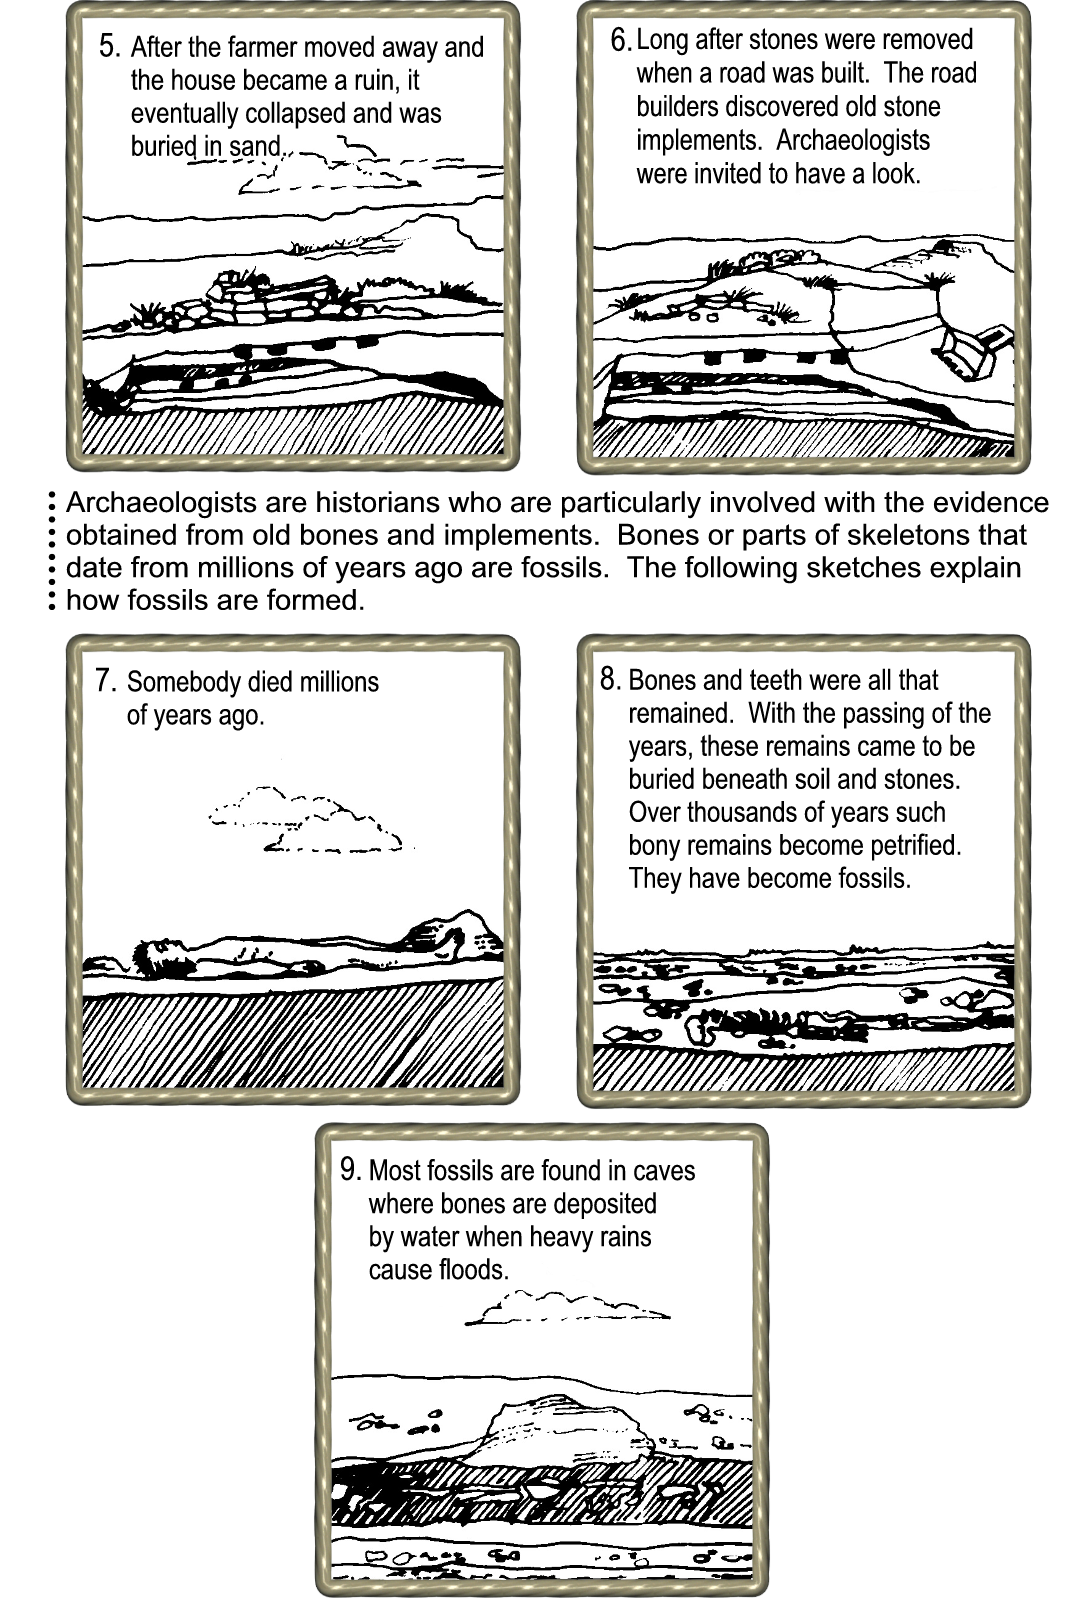 5. After the farmer moved away and
the house became a ruin, it
eventually collapsed and was
buried in sand.
6. Long after stones were removed
when a road was built.  The road
builders discovered old stone
implements.  Archaeologists
were invited to have a look.
Archaeologists are historians who are particularly involved with the evidence
obtained from old bones and implements.  Bones or parts of skeletons that
date from millions of years ago are fossils.  The following sketches explain
how fossils are formed.
7. Somebody died millions
of years ago.
8. Bones and teeth were all that
remained.  With the passing of the
years, these remains came to be
buried beneath soil and stones.
Over thousands of years such
bony remains become petrified.
They have become fossils.
9. Most fossils are found in caves
where bones are deposited
by water when heavy rains
cause floods.